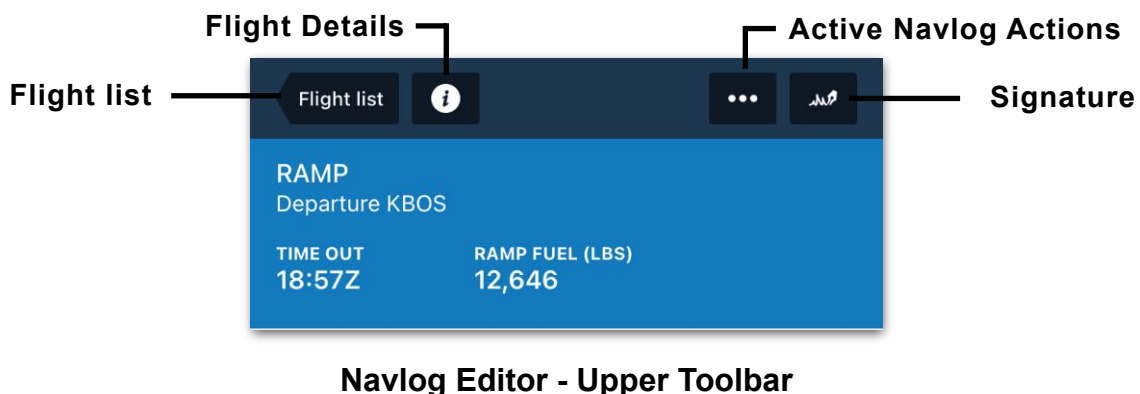 Flight Details
Active Navlog Actions
Flight list
Flight list
i
Signature
RAMP
Departure KBOS
TIME OUT
RAMP FUEL (LBS)
18:57Z
12,646
Navlog Editor - Upper Toolbar